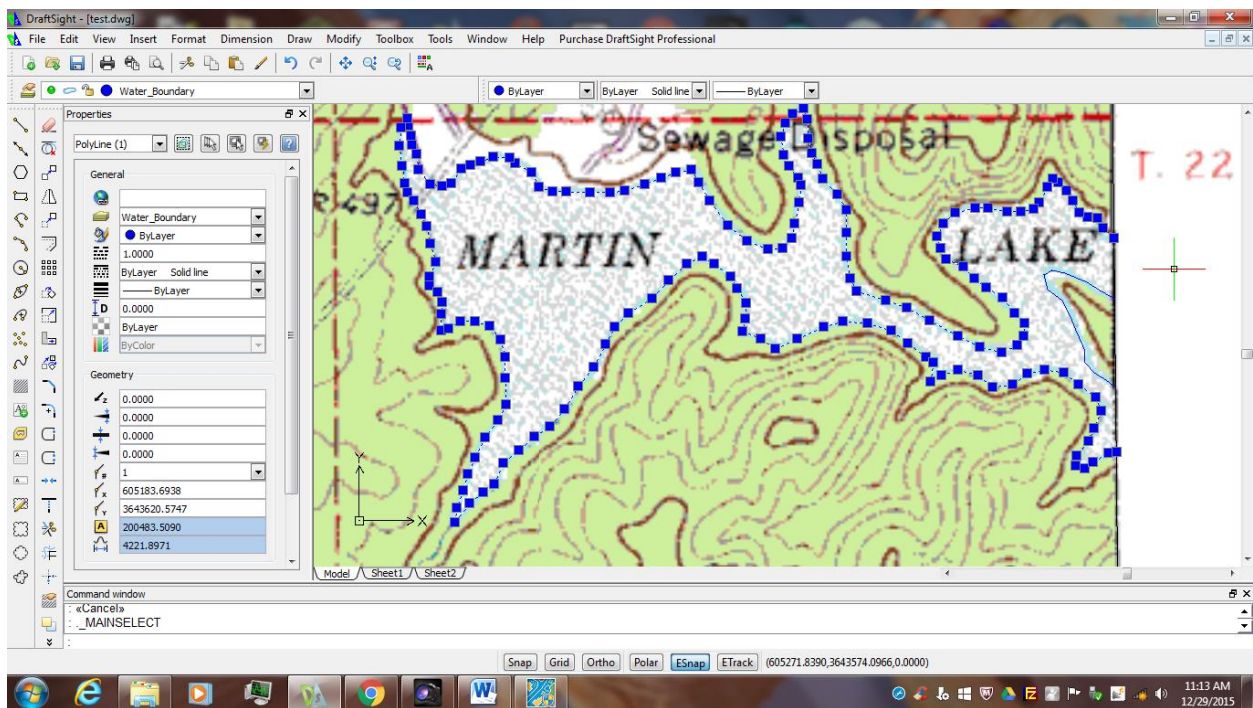 DraftSight - [test.dwg]
File Edit View Insert Format Dimension Draw Modify Toolbox Tools Window Help Purchase DraftSight Professional
Water_Boundary
ByLayer
ByLayer Solid line
ByLayer
Properties
PolyLine (1)
General
Water_Boundary
ByLayer
1.0000
ByLayer Solid line
ByLayer
0.0000
ByLayer
ByColor
Geometry
0.0000
0.0000
0.0000
0.0000
1
605183.6938
3643620.5747
200483.5090
4221.8971
Sewage Disposal
T. 22
497
MARTIN LAKE
Y
X
Model Sheet1 Sheet2
Command window
: «Cancel»
: ._MAINSELECT
:
Snap Grid Ortho Polar ESnap ETrack (605271.8390,3643574.0966,0.0000)
11:13 AM
12/29/2015